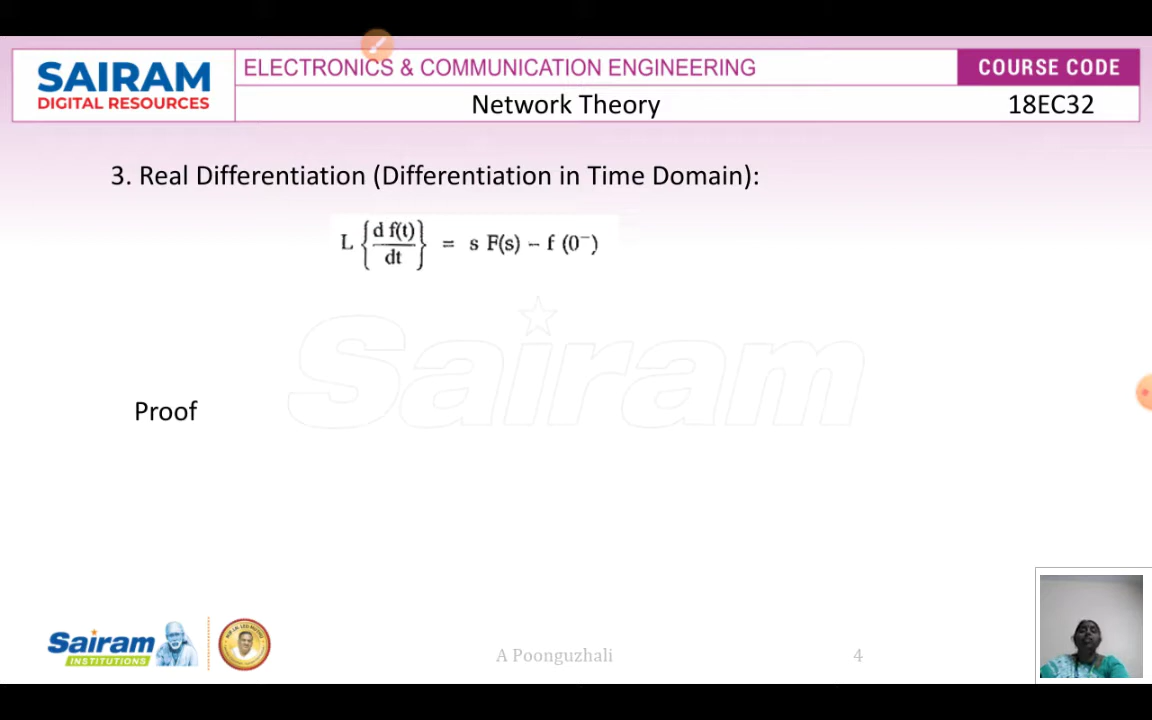 SAIRAM
DIGITAL RESOURCES
ELECTRONICS & COMMUNICATION ENGINEERING
COURSE CODE
Network Theory
18EC32
3. Real Differentiation (Differentiation in Time Domain):
L { d f(t) / dt } = s F(s) – f (0⁻)
Sairam
Proof
Sairam
INSTITUTIONS
A Poonguzhali
4